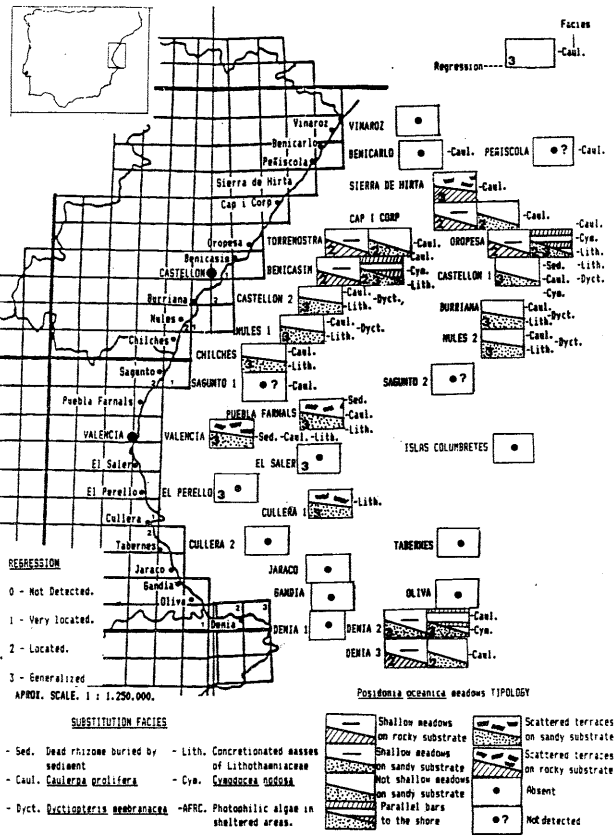 Facies
Regression----- 3 -Caul.
Vinaroz VINAROZ
Benicarlo BENICARLO -Caul. PEÑISCOLA ? -Caul.
Peñiscola
Sierra de Hirta SIERRA DE HIRTA -Caul.
Cap i Corp CAP I CORP -Caul.
Oropesa TORREMOSTRA -Caul. OROPESA -Caul. -Cym. -Lith.
Benicasim BENICASIM -Caul. -Cym. -Lith.
CASTELLON CASTELLON 1 -Sed. -Lith. -Caul. -Dyct. -Cym.
Burriana CASTELLON 2 -Caul. -Dyct. -Lith. BURRIANA -Caul. -Dyct. -Lith.
Nules NULES 1 -Caul. -Dyct. -Lith. NULES 2 -Caul. -Dyct. -Lith.
Chilches CHILCHES -Caul. -Lith.
Sagunto SAGUNTO 1 ? -Caul. SAGUNTO 2 ?
Puebla Farnals PUEBLA FARNALS -Sed. -Caul. -Lith.
VALENCIA VALENCIA 3 -Sed. -Caul. -Lith. ISLAS COLUMBRETES
El Saler EL SALER 3
El Perello EL PERELLO 3
Cullera CULLERA 1 -Lith.
Tabernes CULLERA 2 TABERNES
Jaraco JARACO
Gandia GANDIA OLIVA
Oliva
Denia DENIA 1 DENIA 2 -Caul. -Cym.
DENIA 3 -Caul.
REGRESSION
0 - Not Detected.
1 - Very located.
2 - Located.
3 - Generalized
APROX. SCALE. 1 : 1.250.000.
SUBSTITUTION FACIES
- Sed. Dead rhizome buried by sediment
- Caul. Caulerpa prolifera
- Dyct. Dyctiopteris membranacea
- Lith. Concretionated masses of Lithothamniaceae
- Cym. Cymodocea nodosa
-AFRC. Photophilic algae in sheltered areas.
Posidonia oceanica meadows TIPOLOGY
Shallow meadows on rocky substrate
Shallow meadows on sandy substrate
Not shallow meadows on sandy substrate
Parallel bars to the shore
Scattered terraces on sandy substrate
Scattered terraces on rocky substrate
Absent
? Not detected